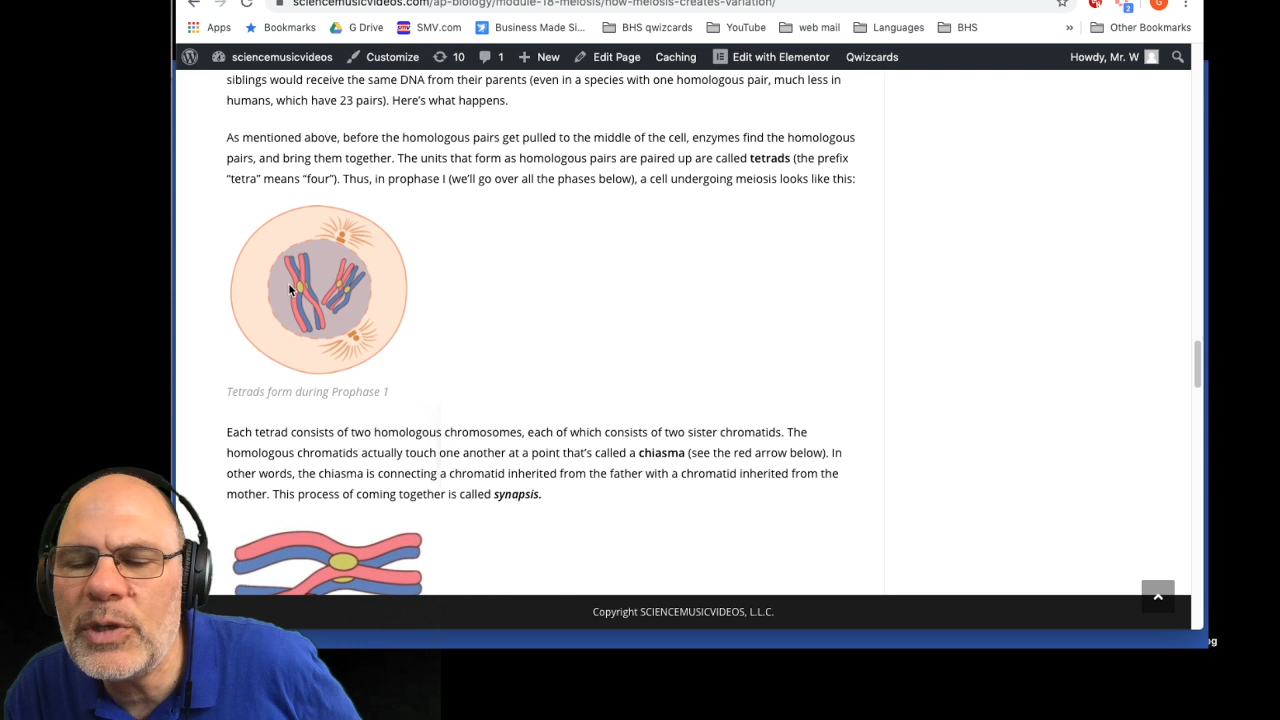 sciencemusicvideos.com/ap-biology/module-18-meiosis/how-meiosis-creates-variation/
Apps Bookmarks G Drive SMV.com Business Made Si... BHS qwizcards YouTube web mail Languages BHS » Other Bookmarks
sciencemusicvideos Customize 10 1 New Edit Page Caching Edit with Elementor Qwizcards Howdy, Mr. W
siblings would receive the same DNA from their parents (even in a species with one homologous pair, much less in
humans, which have 23 pairs). Here’s what happens.
As mentioned above, before the homologous pairs get pulled to the middle of the cell, enzymes find the homologous
pairs, and bring them together. The units that form as homologous pairs are paired up are called tetrads (the prefix
“tetra” means “four”). Thus, in prophase I (we’ll go over all the phases below), a cell undergoing meiosis looks like this:
Tetrads form during Prophase 1
Each tetrad consists of two homologous chromosomes, each of which consists of two sister chromatids. The
homologous chromatids actually touch one another at a point that’s called a chiasma (see the red arrow below). In
other words, the chiasma is connecting a chromatid inherited from the father with a chromatid inherited from the
mother. This process of coming together is called synapsis.
Copyright SCIENCEMUSICVIDEOS, L.L.C.